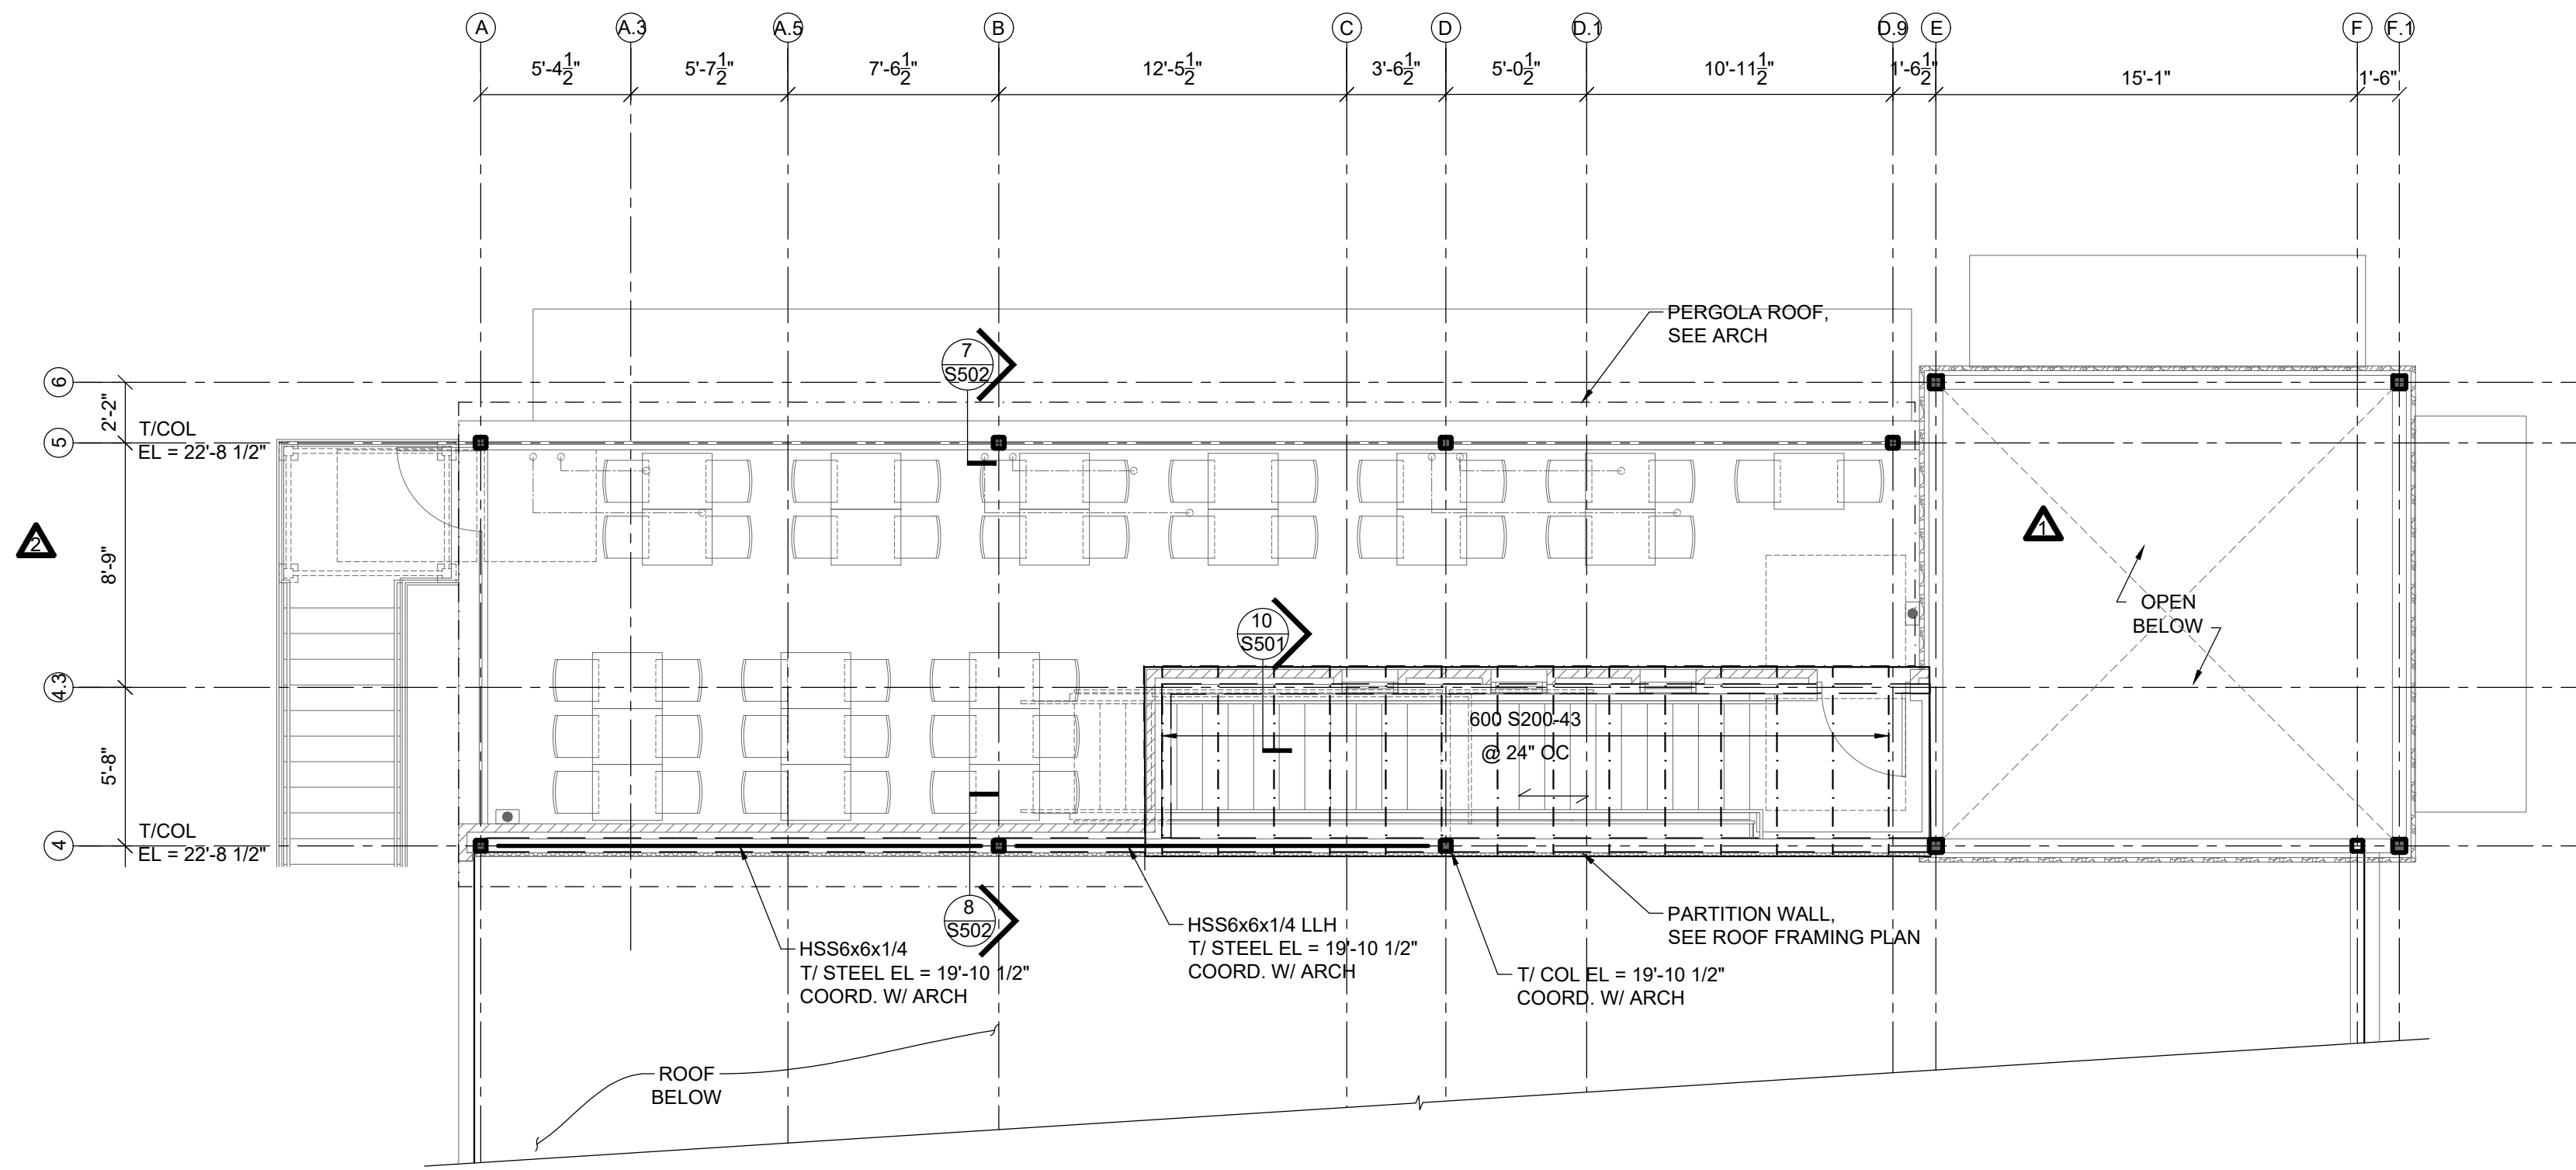 A
A.3
A.5
B
C
D
D.1
D.9
E
F
F.1
5'-4 1/2"
5'-7 1/2"
7'-6 1/2"
12'-5 1/2"
3'-6 1/2"
5'-0 1/2"
10'-11 1/2"
1'-6 1/2"
15'-1"
1'-6"
PERGOLA ROOF,
SEE ARCH
7
S502
6
2'-2"
5
T/COL
EL = 22'-8 1/2"
2
8'-9"
1
OPEN
BELOW
10
S501
4.3
600 S200-43
@ 24" OC
5'-8"
4
T/COL
EL = 22'-8 1/2"
8
S502
HSS6x6x1/4
T/ STEEL EL = 19'-10 1/2"
COORD. W/ ARCH
HSS6x6x1/4 LLH
T/ STEEL EL = 19'-10 1/2"
COORD. W/ ARCH
PARTITION WALL,
SEE ROOF FRAMING PLAN
T/ COL EL = 19'-10 1/2"
COORD. W/ ARCH
ROOF
BELOW